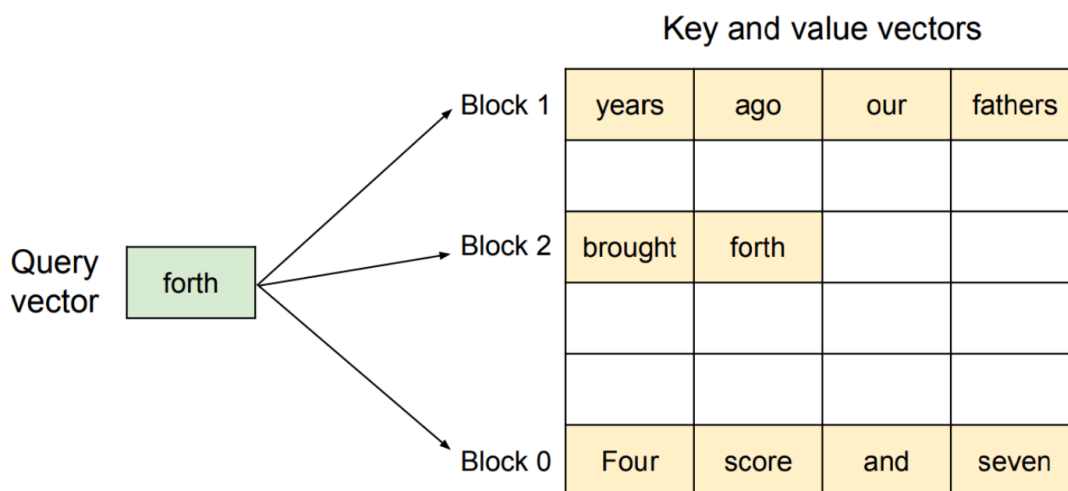 Key and value vectors
Block 1 years ago our fathers
Query vector
forth
Block 2 brought forth
Block 0 Four score and seven